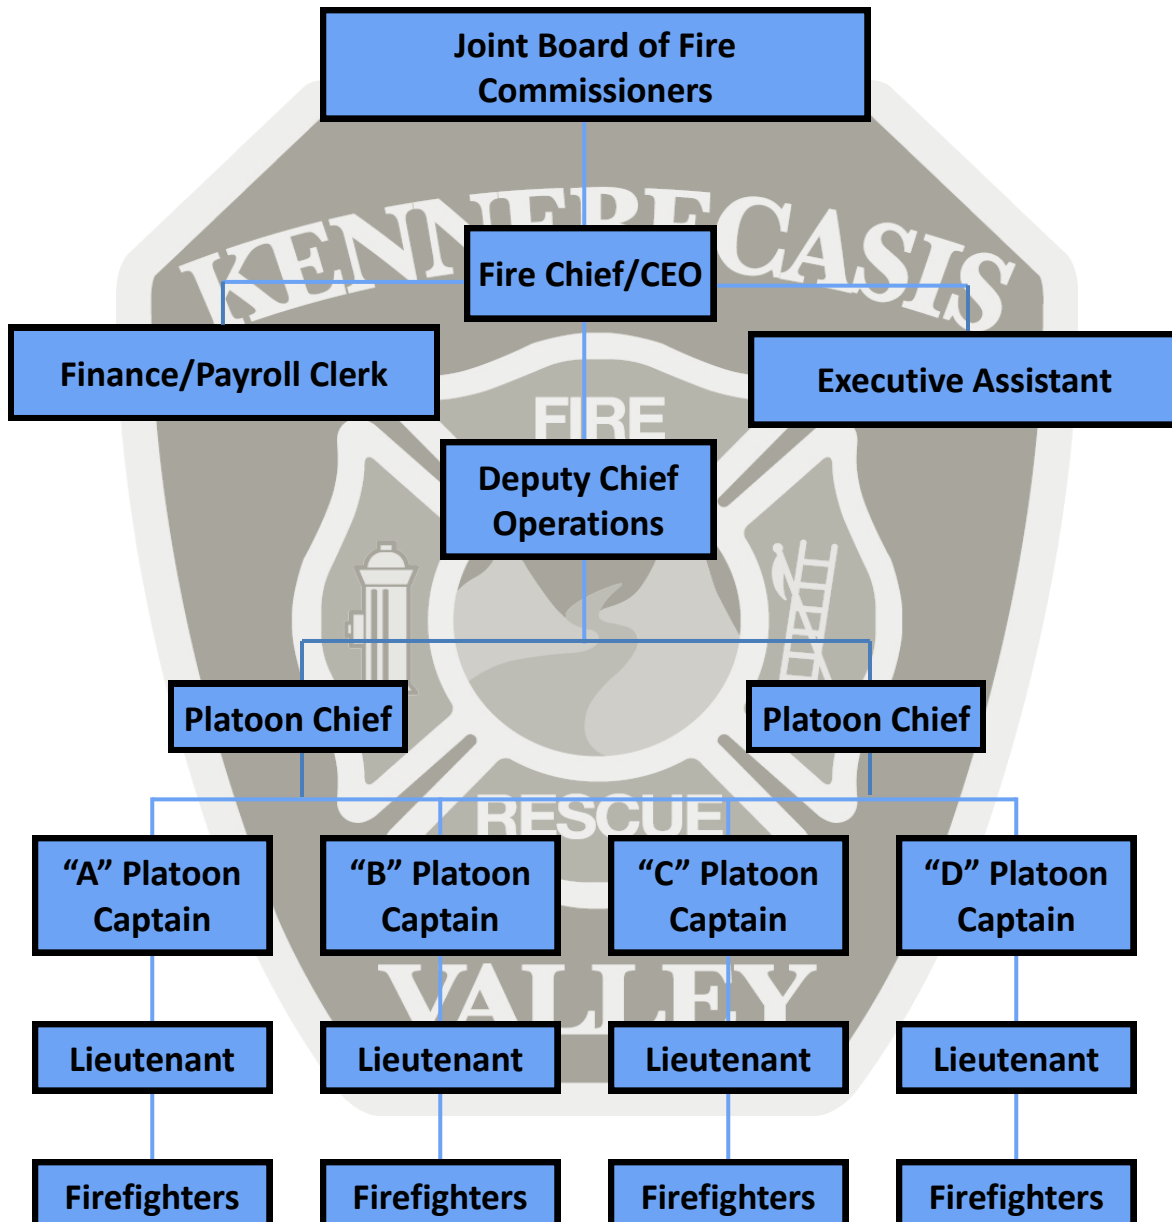 Joint Board of Fire
Commissioners
KENNEBECASIS
Fire Chief/CEO
Finance/Payroll Clerk
Executive Assistant
FIRE
Deputy Chief
Operations
Platoon Chief
Platoon Chief
RESCUE
“A” Platoon
Captain
“B” Platoon
Captain
“C” Platoon
Captain
“D” Platoon
Captain
VALLEY
Lieutenant
Lieutenant
Lieutenant
Lieutenant
Firefighters
Firefighters
Firefighters
Firefighters